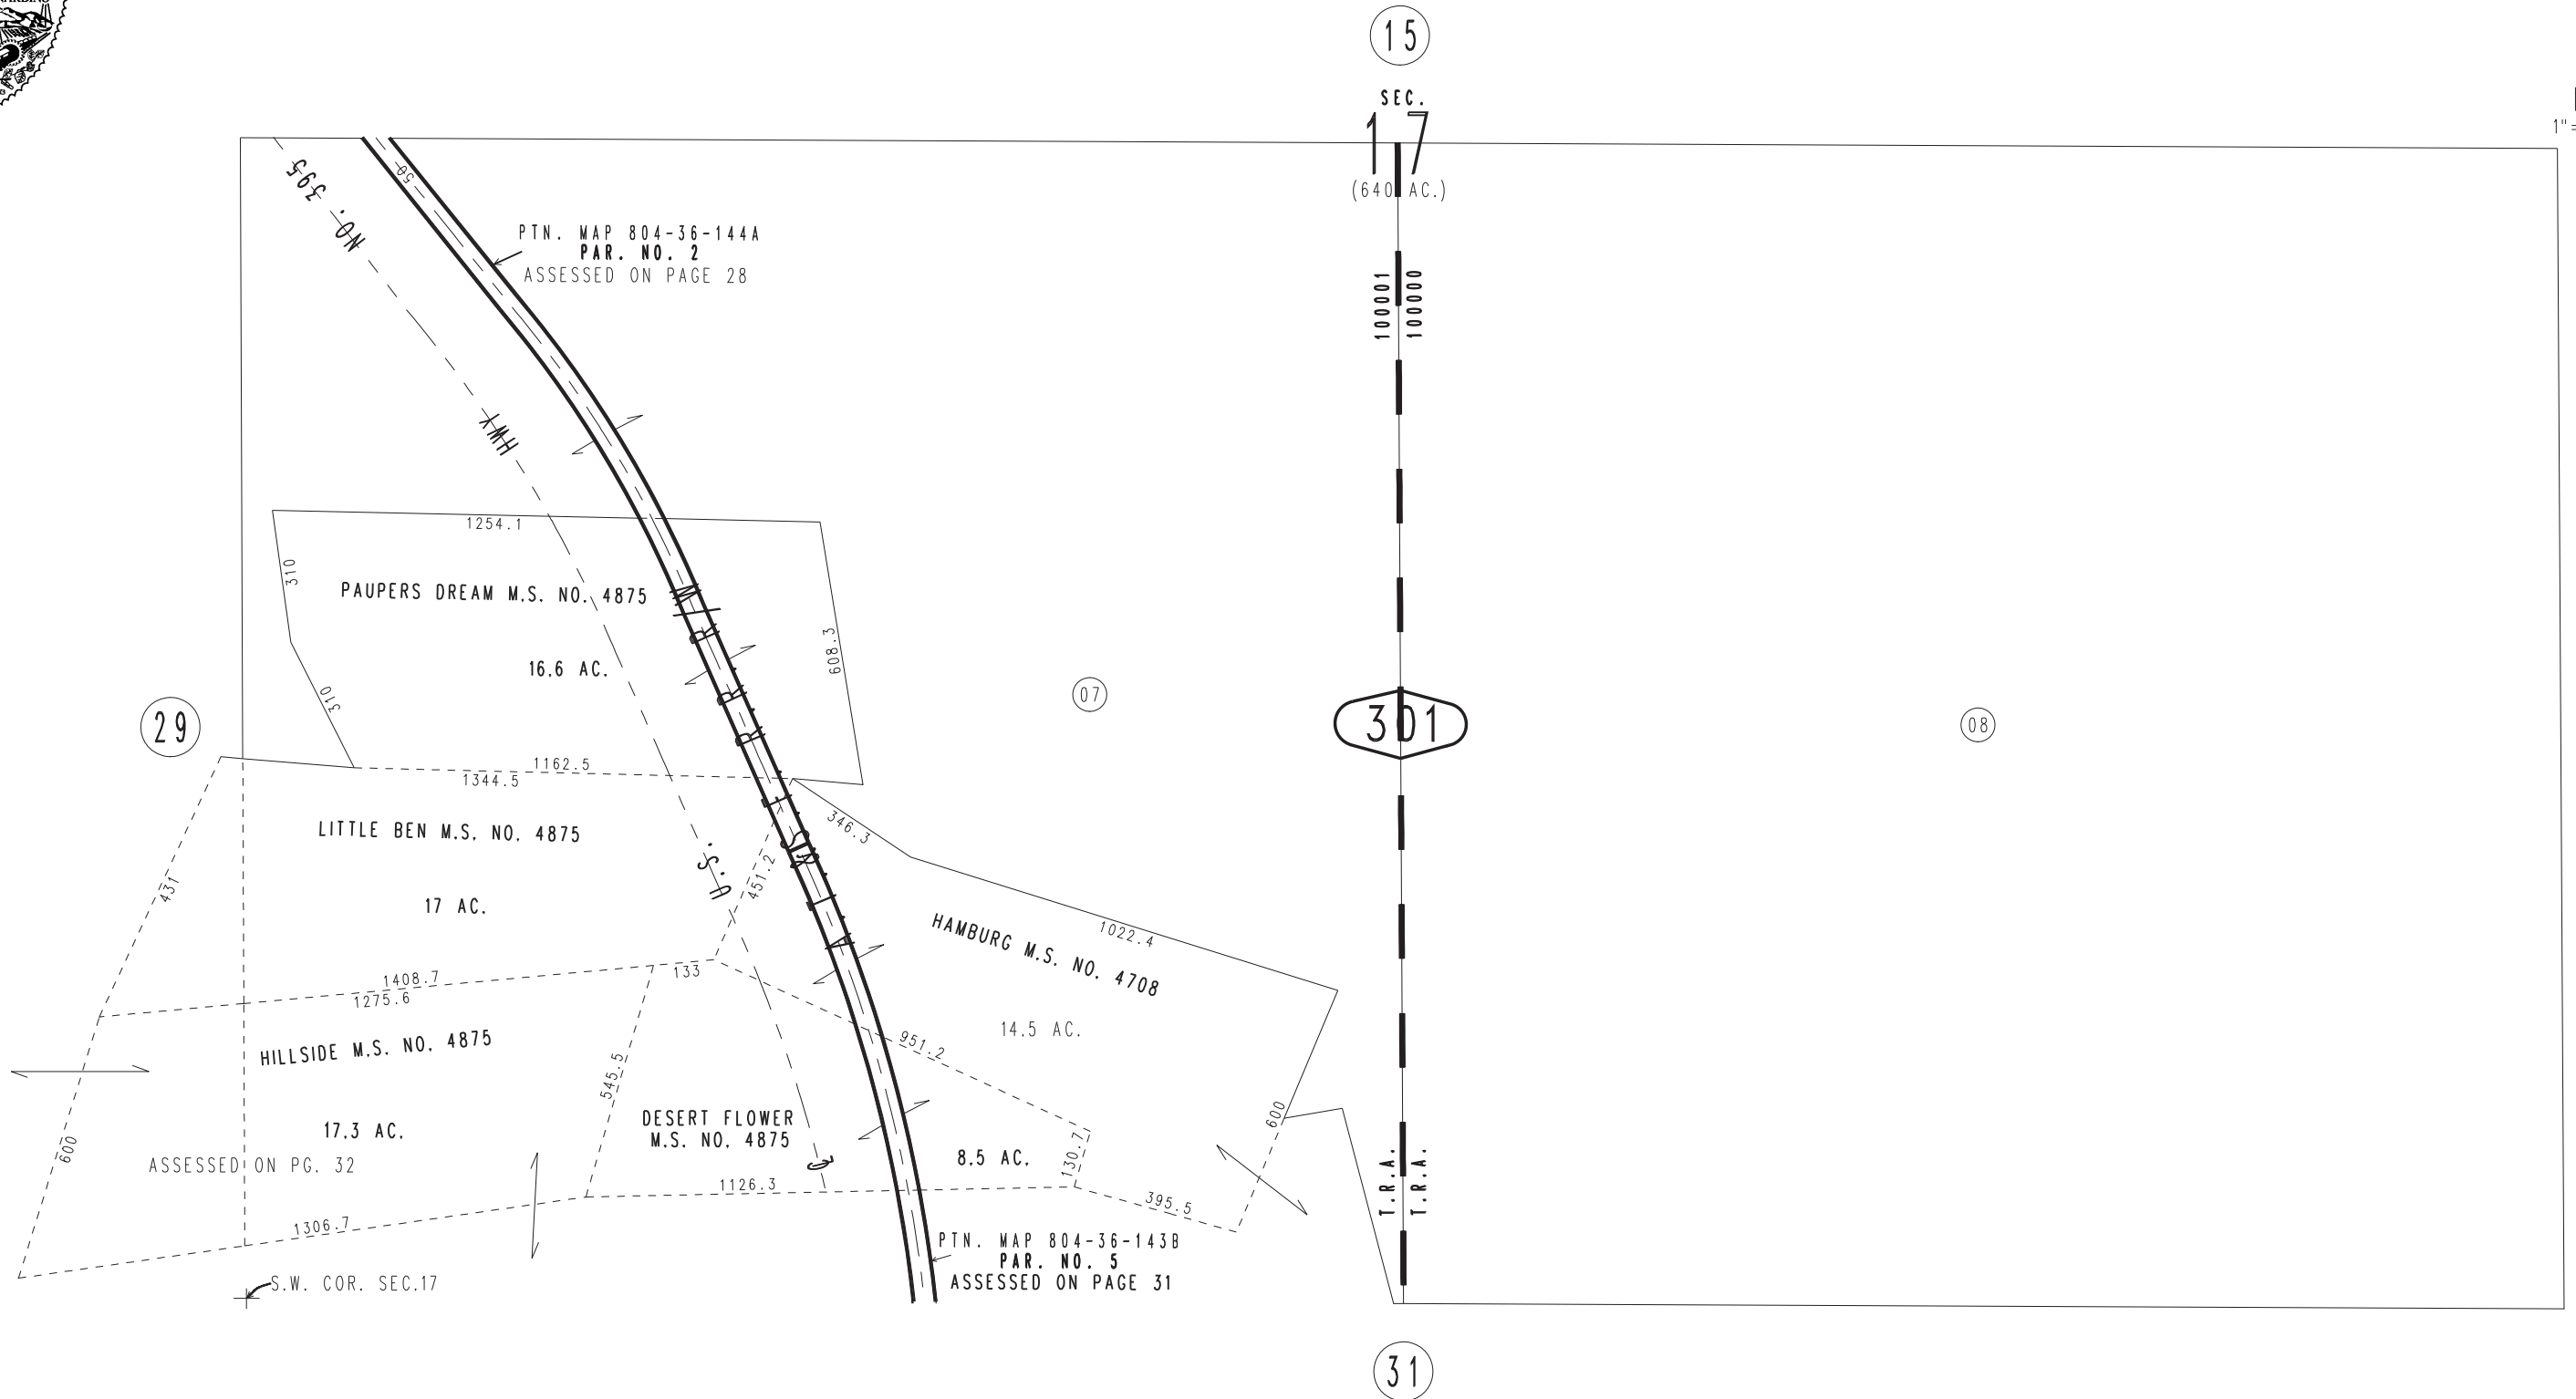 15
SEC.
17
(640 AC.)
1"=
NO. 395
50
PTN. MAP 804-36-144A
PAR. NO. 2
ASSESSED ON PAGE 28
100001
100000
HWY
1254.1
310
PAUPERS DREAM M.S. NO. 4875
16.6 AC.
608.3
310
29
07
301
08
1162.5
1344.5
LITTLE BEN M.S. NO. 4875
346.3
431
451.2
U.S.
17 AC.
HAMBURG M.S. NO. 4708
1022.4
1408.7
133
1275.6
14.5 AC.
HILLSIDE M.S. NO. 4875
951.2
545.5
DESERT FLOWER
M.S. NO. 4875
600
17.3 AC.
8.5 AC.
130.7
600
ASSESSED ON PG. 32
T.R.A.
T.R.A.
1126.3
395.5
1306.7
PTN. MAP 804-36-143B
PAR. NO. 5
ASSESSED ON PAGE 31
S.W. COR. SEC.17
31